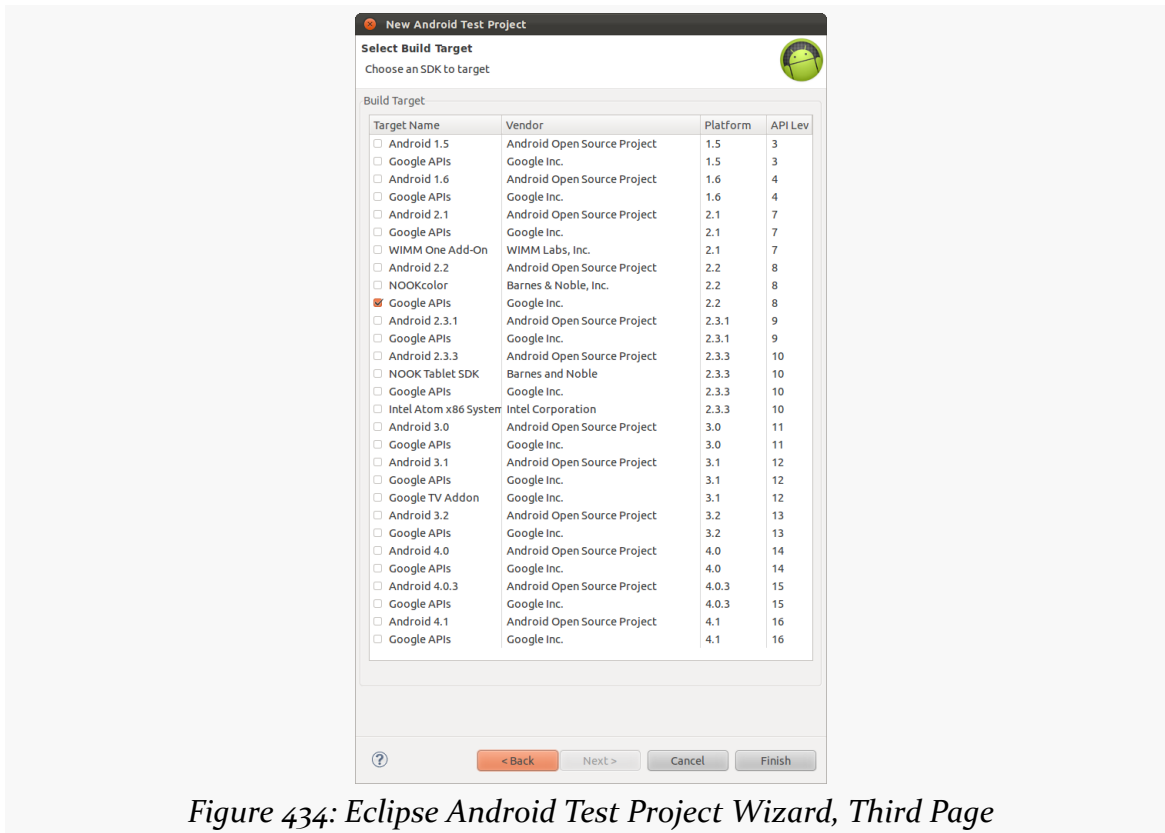 New Android Test Project
Select Build Target
Choose an SDK to target
Build Target
Target Name Vendor Platform API Lev
Android 1.5 Android Open Source Project 1.5 3
Google APIs Google Inc. 1.5 3
Android 1.6 Android Open Source Project 1.6 4
Google APIs Google Inc. 1.6 4
Android 2.1 Android Open Source Project 2.1 7
Google APIs Google Inc. 2.1 7
WIMM One Add-On WIMM Labs, Inc. 2.1 7
Android 2.2 Android Open Source Project 2.2 8
NOOKcolor Barnes & Noble, Inc. 2.2 8
Google APIs Google Inc. 2.2 8
Android 2.3.1 Android Open Source Project 2.3.1 9
Google APIs Google Inc. 2.3.1 9
Android 2.3.3 Android Open Source Project 2.3.3 10
NOOK Tablet SDK Barnes and Noble 2.3.3 10
Google APIs Google Inc. 2.3.3 10
Intel Atom x86 System Intel Corporation 2.3.3 10
Android 3.0 Android Open Source Project 3.0 11
Google APIs Google Inc. 3.0 11
Android 3.1 Android Open Source Project 3.1 12
Google APIs Google Inc. 3.1 12
Google TV Addon Google Inc. 3.1 12
Android 3.2 Android Open Source Project 3.2 13
Google APIs Google Inc. 3.2 13
Android 4.0 Android Open Source Project 4.0 14
Google APIs Google Inc. 4.0 14
Android 4.0.3 Android Open Source Project 4.0.3 15
Google APIs Google Inc. 4.0.3 15
Android 4.1 Android Open Source Project 4.1 16
Google APIs Google Inc. 4.1 16
? < Back Next > Cancel Finish
Figure 434: Eclipse Android Test Project Wizard, Third Page